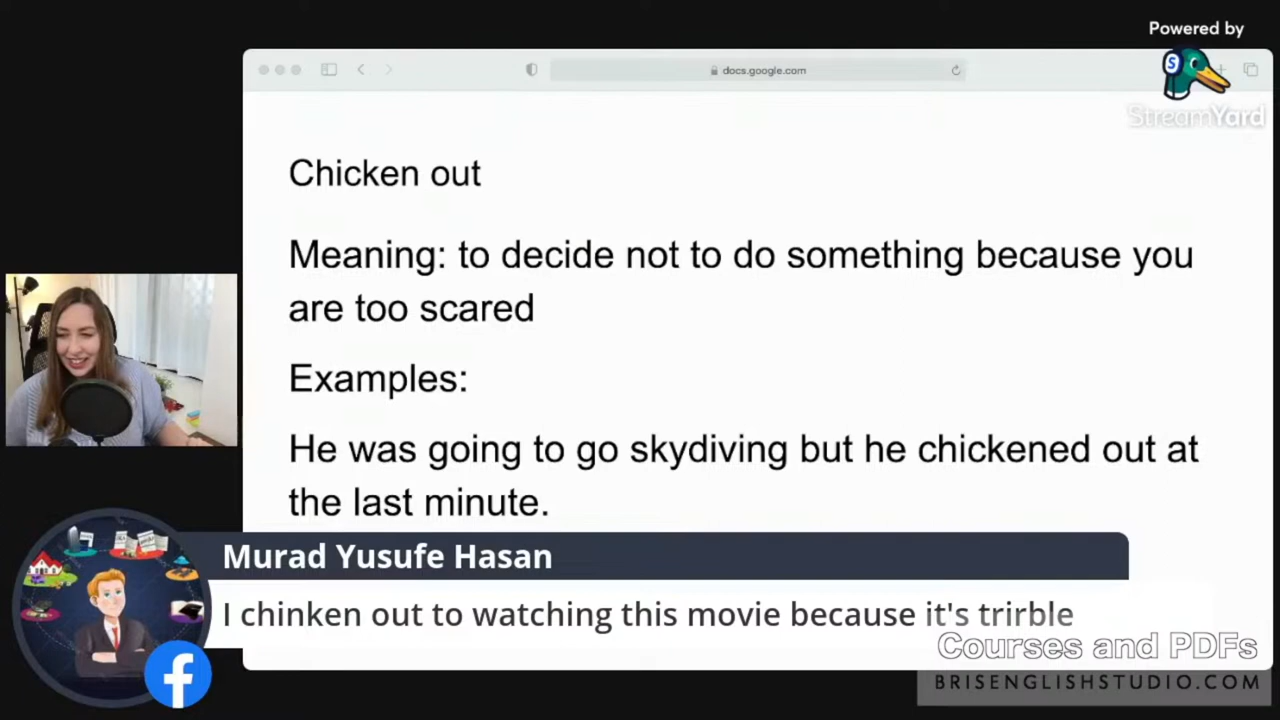 Powered by
docs.google.com
StreamYard
Chicken out
Meaning: to decide not to do something because you
are too scared
Examples:
He was going to go skydiving but he chickened out at
the last minute.
Murad Yusufe Hasan
I chinken out to watching this movie because it's trirble
Courses and PDFs
BRISENGLISHSTUDIO.COM